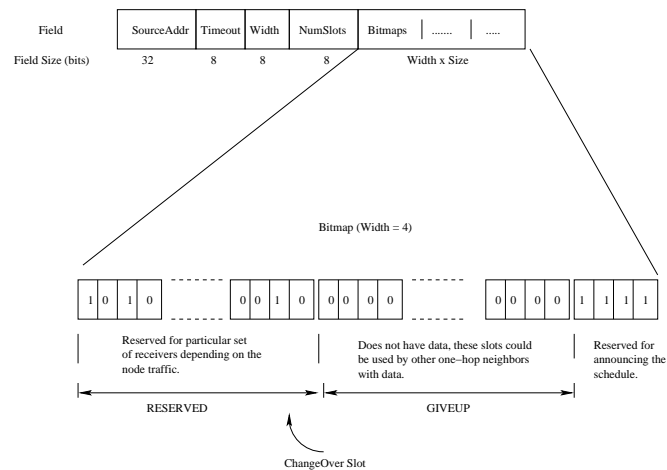 Field SourceAddr Timeout Width NumSlots Bitmaps ....... .....
Field Size (bits) 32 8 8 8 Width x Size
Bitmap (Width = 4)
1 0 1 0 0 0 1 0 0 0 0 0 0 0 0 0 1 1 1 1
Reserved for particular set
of receivers depending on the
node traffic.
Does not have data, these slots could
be used by other one−hop neighbors
with data.
Reserved for
announcing the
schedule.
RESERVED GIVEUP
ChangeOver Slot